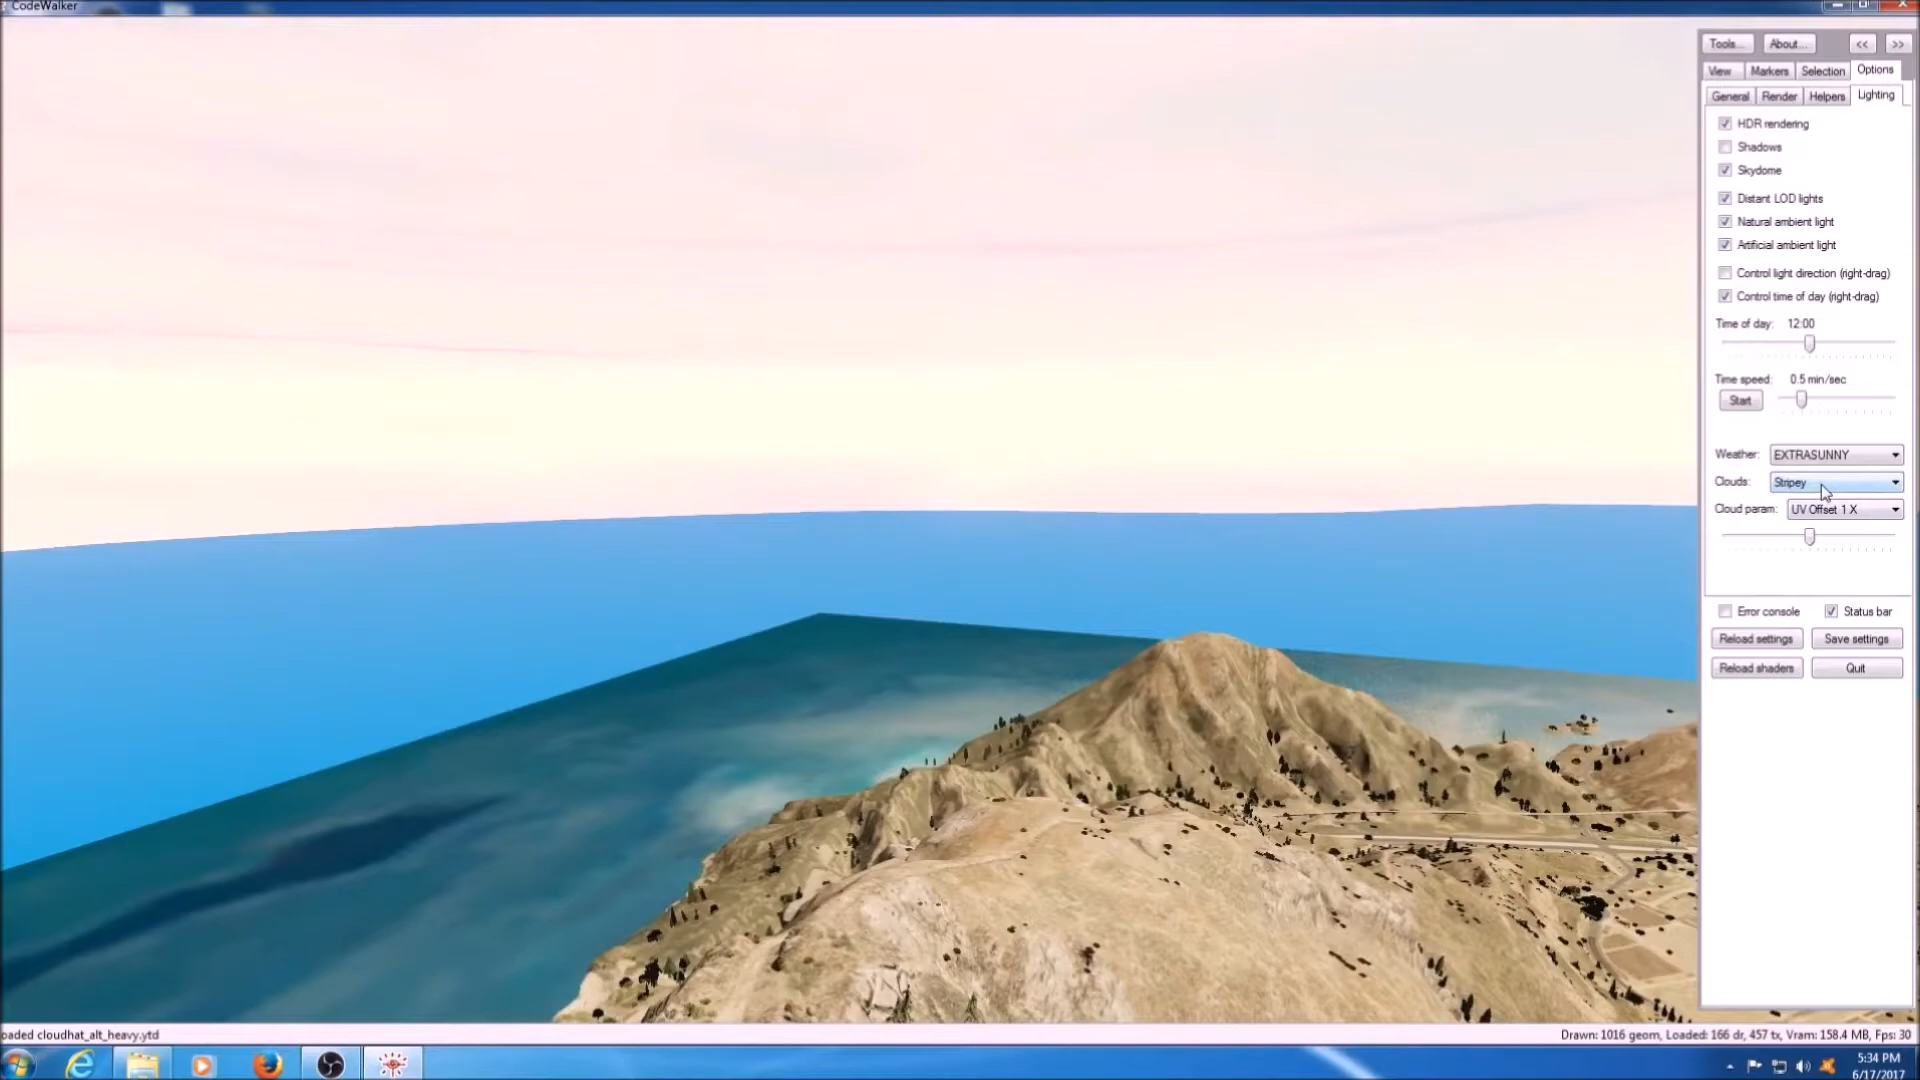 CodeWalker
Tools...
About...
<<
>>
View
Markers
Selection
Options
General
Render
Helpers
Lighting
HDR rendering
Shadows
Skydome
Distant LOD lights
Natural ambient light
Artificial ambient light
Control light direction (right-drag)
Control time of day (right-drag)
Time of day: 12:00
Time speed: 0.5 min/sec
Start
Weather: EXTRASUNNY
Clouds: Stripey
Cloud param: UV Offset 1 X
Error console
Status bar
Reload settings
Save settings
Reload shaders
Quit
oaded cloudhat_alt_heavy.ytd
Drawn: 1016 geom, Loaded: 166 dr, 457 tx, Vram: 158.4 MB, Fps: 30
5:34 PM
6/17/2017